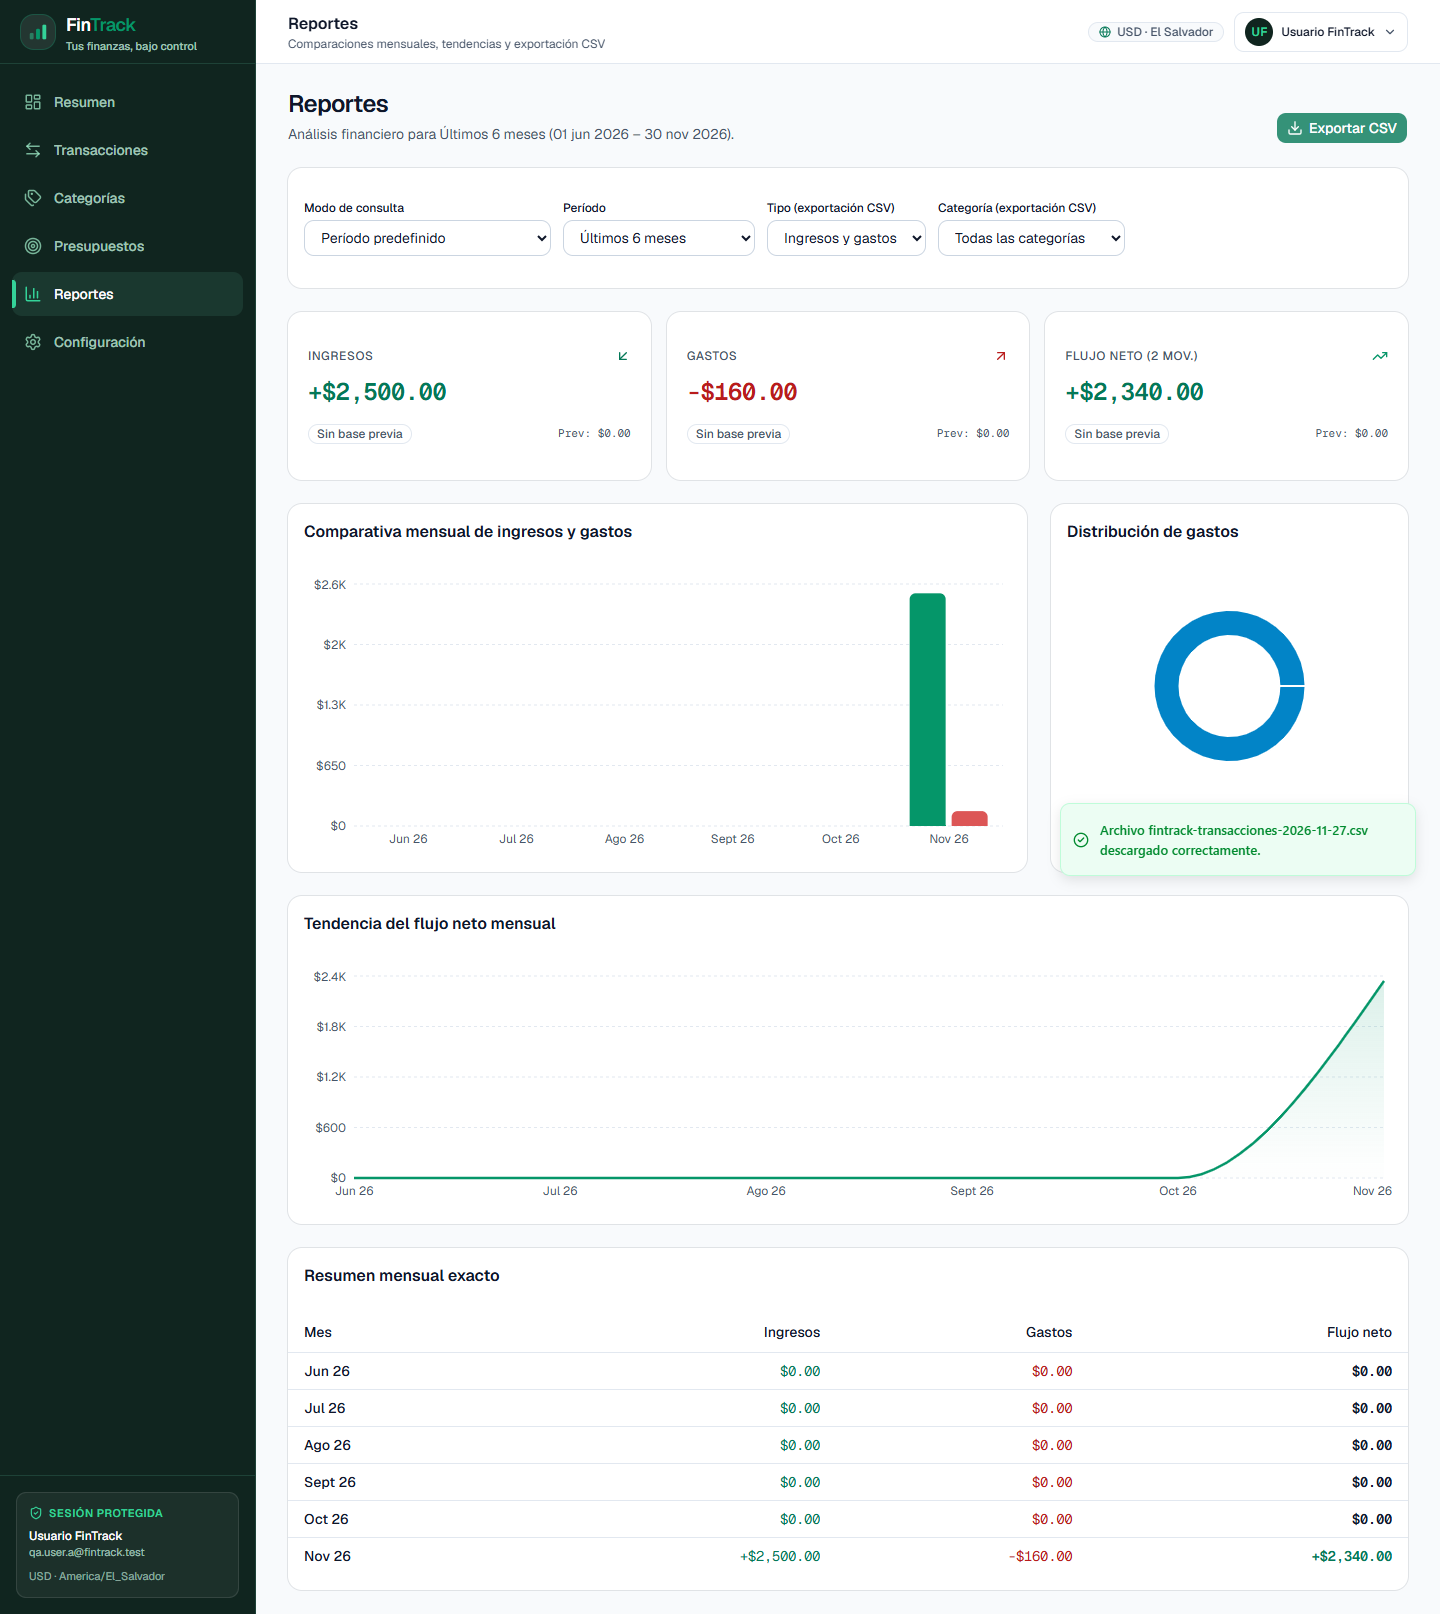 FinTrack
Tus finanzas, bajo control
Resumen
Transacciones
Categorías
Presupuestos
Reportes
Configuración
SESIÓN PROTEGIDA
Usuario FinTrack
qa.user.a@fintrack.test
USD · America/El_Salvador
Reportes
Comparaciones mensuales, tendencias y exportación CSV
USD · El Salvador
UF
Usuario FinTrack
Reportes
Análisis financiero para Últimos 6 meses (01 jun 2026 – 30 nov 2026).
Exportar CSV
Modo de consulta
Período predefinido
Período
Últimos 6 meses
Tipo (exportación CSV)
Ingresos y gastos
Categoría (exportación CSV)
Todas las categorías
INGRESOS
+$2,500.00
Sin base previa
Prev: $0.00
GASTOS
-$160.00
Sin base previa
Prev: $0.00
FLUJO NETO (2 MOV.)
+$2,340.00
Sin base previa
Prev: $0.00
Comparativa mensual de ingresos y gastos
$2.6K
$2K
$1.3K
$650
$0
Jun 26 Jul 26 Ago 26 Sept 26 Oct 26 Nov 26
Distribución de gastos
Archivo fintrack-transacciones-2026-11-27.csv
descargado correctamente.
Tendencia del flujo neto mensual
$2.4K
$1.8K
$1.2K
$600
$0
Jun 26 Jul 26 Ago 26 Sept 26 Oct 26 Nov 26
Resumen mensual exacto
Mes Ingresos Gastos Flujo neto
Jun 26 $0.00 $0.00 $0.00
Jul 26 $0.00 $0.00 $0.00
Ago 26 $0.00 $0.00 $0.00
Sept 26 $0.00 $0.00 $0.00
Oct 26 $0.00 $0.00 $0.00
Nov 26 +$2,500.00 -$160.00 +$2,340.00